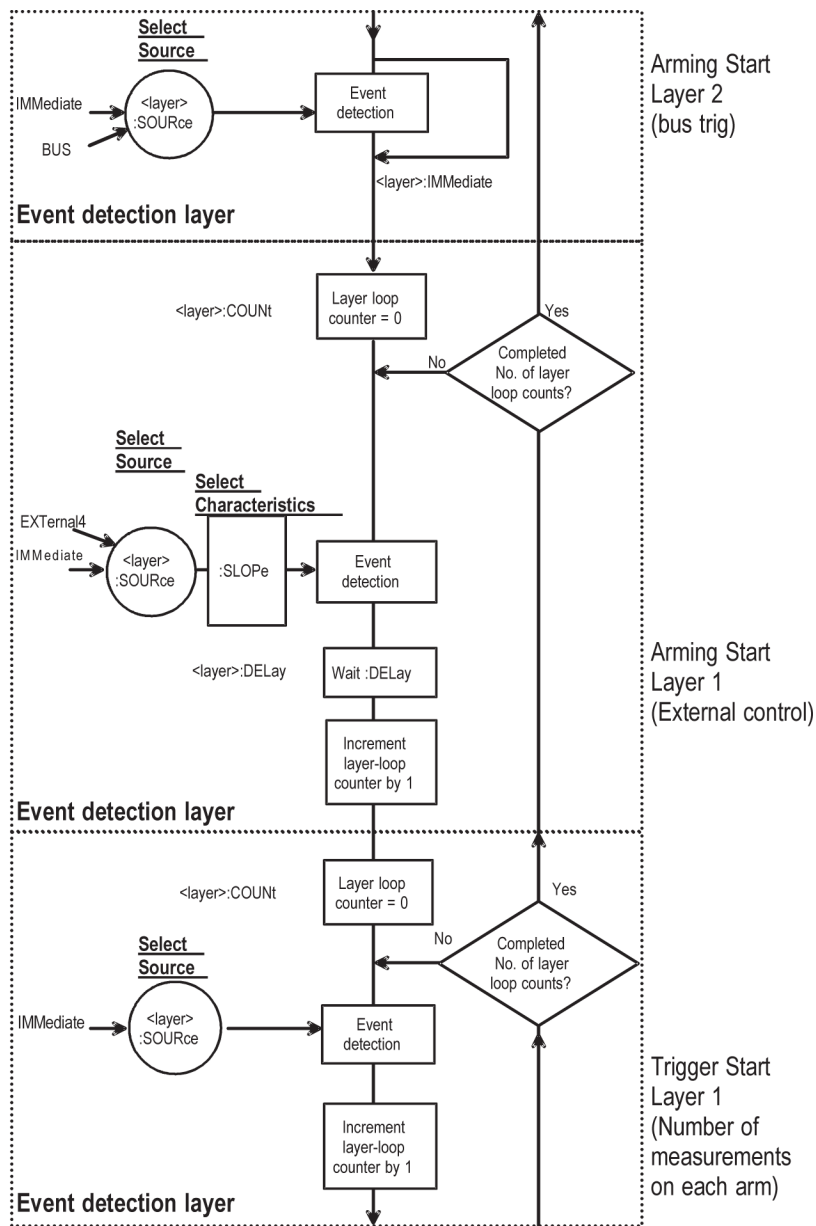 Select
Source
IMMediate
BUS
<layer>
:SOURce
Event
detection
<layer>:IMMediate
Event detection layer
Arming Start
Layer 2
(bus trig)
<layer>:COUNt
Layer loop
counter = 0
Yes
No
Completed
No. of layer
loop counts?
Select
Source
Select
Characteristics
EXTernal4
IMMediate
<layer>
:SOURce
:SLOPe
Event
detection
<layer>:DELay
Wait :DELay
Increment
layer-loop
counter by 1
Event detection layer
Arming Start
Layer 1
(External control)
<layer>:COUNt
Layer loop
counter = 0
Yes
No
Completed
No. of layer
loop counts?
Select
Source
IMMediate
<layer>
:SOURce
Event
detection
Increment
layer-loop
counter by 1
Event detection layer
Trigger Start
Layer 1
(Number of
measurements
on each arm)